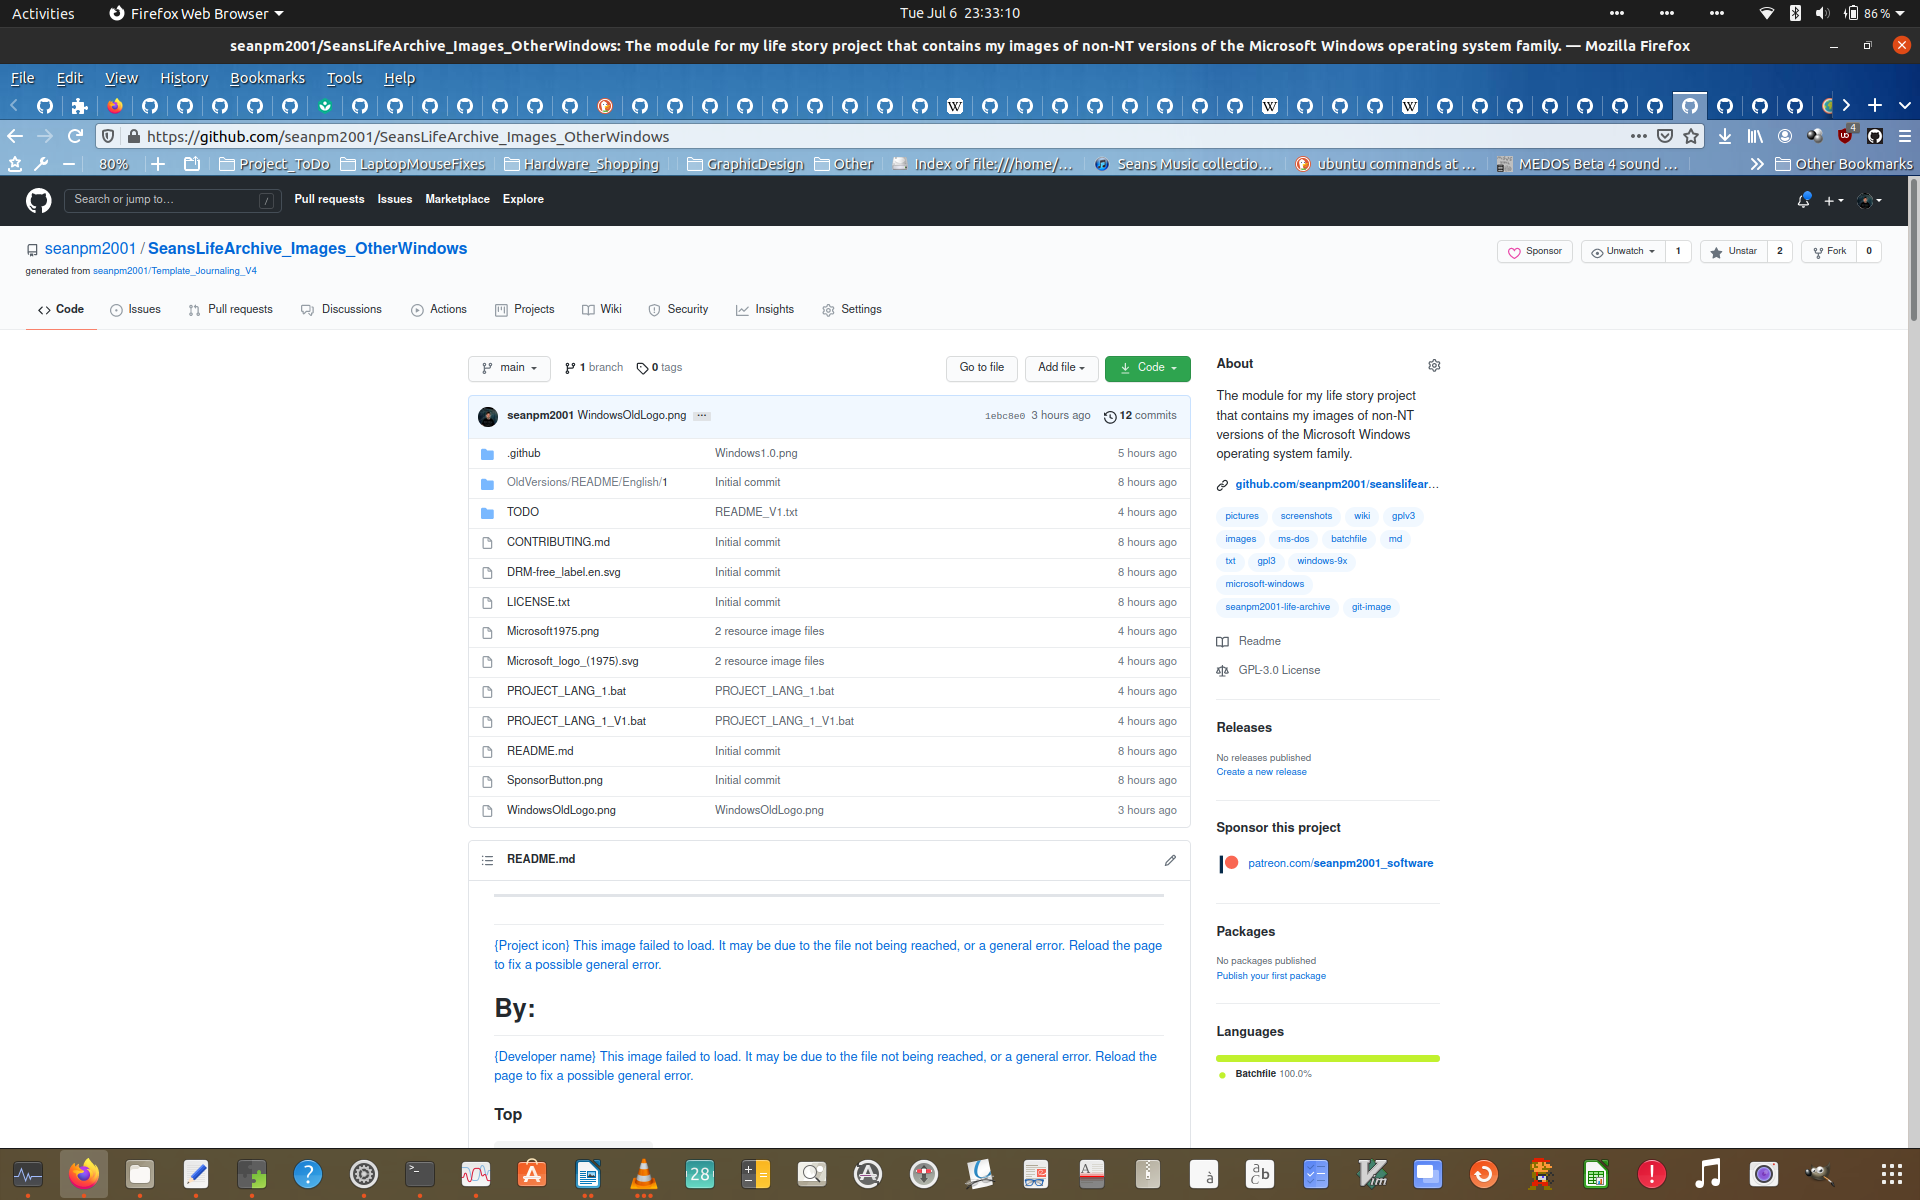 Activities
Firefox Web Browser
Tue Jul 6 23:33:10
86 %
seanpm2001/SeansLifeArchive_Images_OtherWindows: The module for my life story project that contains my images of non-NT versions of the Microsoft Windows operating system family. — Mozilla Firefox
File Edit View History Bookmarks Tools Help
https://github.com/seanpm2001/SeansLifeArchive_Images_OtherWindows
4
80%
Project_ToDo
LaptopMouseFixes
Hardware_Shopping
GraphicDesign
Other
Index of file:///home/…
Seans Music collectio…
ubuntu commands at …
MEDOS Beta 4 sound …
Other Bookmarks
Search or jump to…
/
Pull requests Issues Marketplace Explore
seanpm2001 / SeansLifeArchive_Images_OtherWindows
generated from seanpm2001/Template_Journaling_V4
Sponsor
Unwatch 1
Unstar 2
Fork 0
Code Issues Pull requests Discussions Actions Projects Wiki Security Insights Settings
main
1 branch
0 tags
Go to file
Add file
Code
seanpm2001 WindowsOldLogo.png ···
1ebc8e0 3 hours ago
12 commits
.github Windows1.0.png 5 hours ago
OldVersions/README/English/1 Initial commit 8 hours ago
TODO README_V1.txt 4 hours ago
CONTRIBUTING.md Initial commit 8 hours ago
DRM-free_label.en.svg Initial commit 8 hours ago
LICENSE.txt Initial commit 8 hours ago
Microsoft1975.png 2 resource image files 4 hours ago
Microsoft_logo_(1975).svg 2 resource image files 4 hours ago
PROJECT_LANG_1.bat PROJECT_LANG_1.bat 4 hours ago
PROJECT_LANG_1_V1.bat PROJECT_LANG_1_V1.bat 4 hours ago
README.md Initial commit 8 hours ago
SponsorButton.png Initial commit 8 hours ago
WindowsOldLogo.png WindowsOldLogo.png 3 hours ago
README.md
{Project icon} This image failed to load. It may be due to the file not being reached, or a general error. Reload the page
to fix a possible general error.
By:
{Developer name} This image failed to load. It may be due to the file not being reached, or a general error. Reload the
page to fix a possible general error.
Top
About
The module for my life story project
that contains my images of non-NT
versions of the Microsoft Windows
operating system family.
github.com/seanpm2001/seanslifear…
pictures screenshots wiki gplv3
images ms-dos batchfile md
txt gpl3 windows-9x
microsoft-windows
seanpm2001-life-archive git-image
Readme
GPL-3.0 License
Releases
No releases published
Create a new release
Sponsor this project
patreon.com/seanpm2001_software
Packages
No packages published
Publish your first package
Languages
Batchfile 100.0%
28